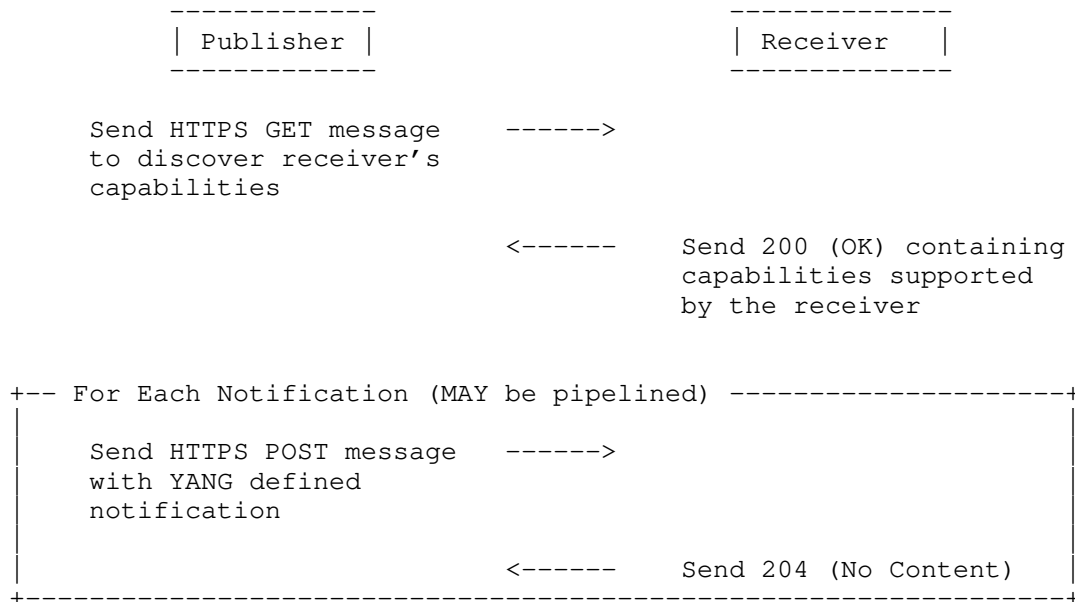 Publisher Receiver
Send HTTPS GET message
to discover receiver's
capabilities
Send 200 (OK) containing
capabilities supported
by the receiver
For Each Notification (MAY be pipelined)
Send HTTPS POST message
with YANG defined
notification
Send 204 (No Content)